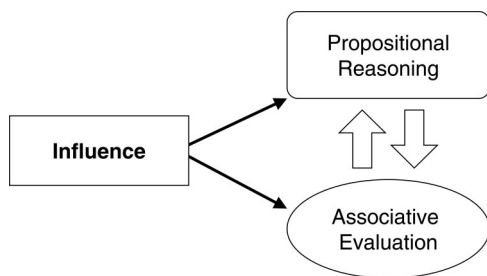 Propositional
Reasoning
Influence
Associative
Evaluation